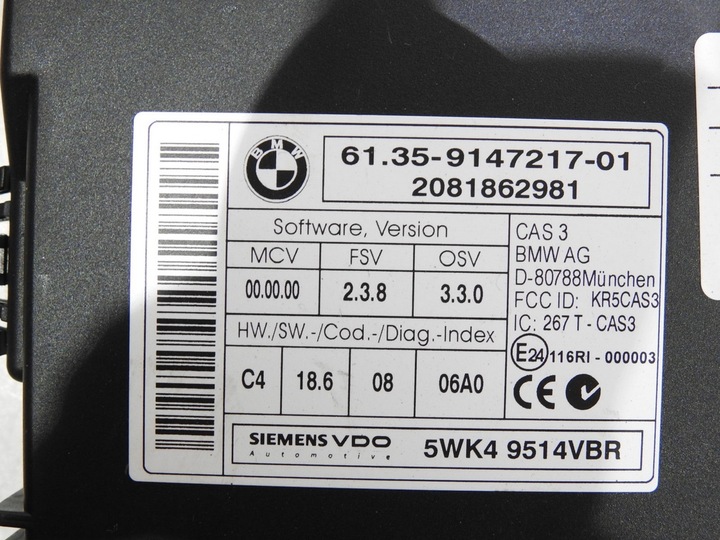 BMW
61.35-9147217-01
2081862981
Software, Version
MCV FSV OSV
00.00.00 2.3.8 3.3.0
HW./SW.-/Cod.-/Diag.-Index
C4 18.6 08 06A0
CAS 3
BMW AG
D-80788München
FCC ID: KR5CAS3
IC: 267 T - CAS3
E24 116RI - 000003
CE
SIEMENS VDO
Automotive
5WK4 9514VBR